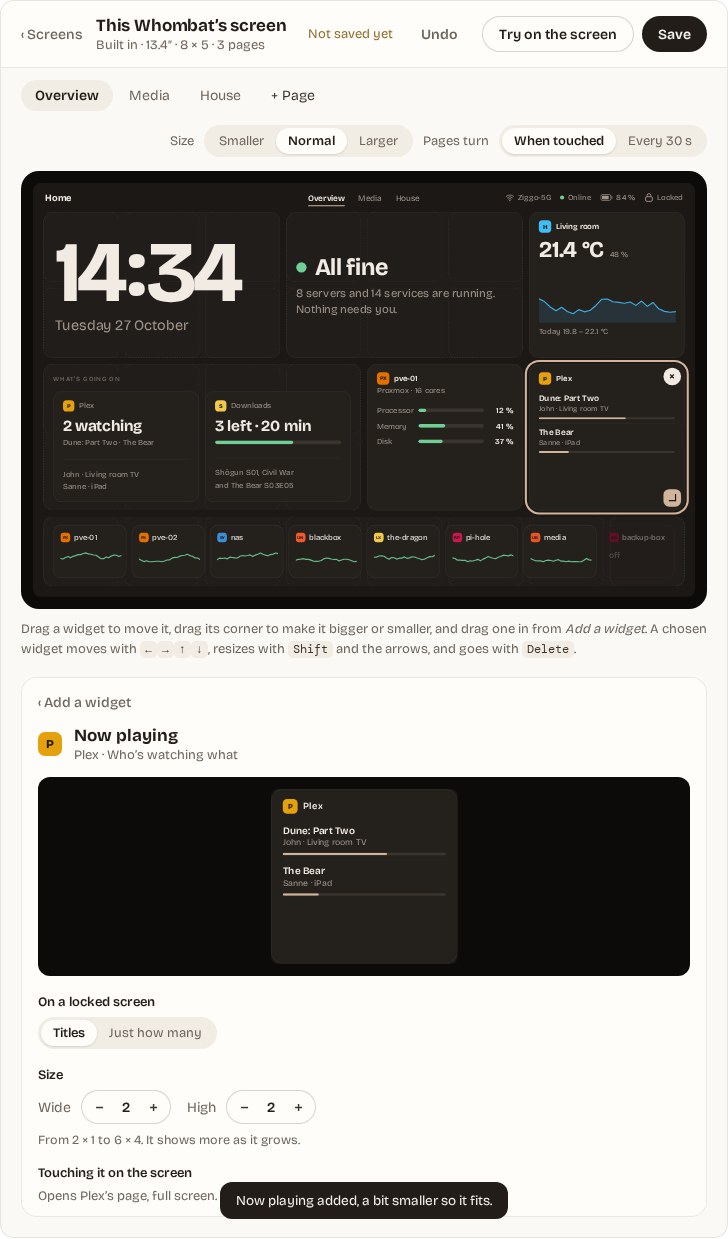 ‹ Screens
This Whombat's screen
Built in · 13.4" · 8 × 5 · 3 pages
Not saved yet
Undo
Try on the screen
Save
Overview
Media
House
+ Page
Size
Smaller
Normal
Larger
Pages turn
When touched
Every 30 s
Home
Overview
Media
House
Ziggo-5G
Online
84%
Locked
14:34
Tuesday 27 October
All fine
8 servers and 14 services are running.
Nothing needs you.
H
Living room
21.4 °C
48 %
Today 19.8 – 22.1 °C
WHAT'S GOING ON
P
Plex
2 watching
Dune: Part Two · The Bear
John · Living room TV
Sanne · iPad
S
Downloads
3 left · 20 min
Shōgun S01, Civil War
and The Bear S03E05
pve-01
Proxmox · 16 cores
Processor
12 %
Memory
41 %
Disk
37 %
P
Plex
×
Dune: Part Two
John · Living room TV
The Bear
Sanne · iPad
pve-01
pve-02
nas
blackbox
the-dragon
pi-hole
media
backup-box
off
Drag a widget to move it, drag its corner to make it bigger or smaller, and drag one in from Add a widget. A chosen
widget moves with ← → ↑ ↓, resizes with Shift and the arrows, and goes with Delete.
‹ Add a widget
P
Now playing
Plex · Who's watching what
P
Plex
Dune: Part Two
John · Living room TV
The Bear
Sanne · iPad
On a locked screen
Titles
Just how many
Size
Wide
– 2 +
High
– 2 +
From 2 × 1 to 6 × 4. It shows more as it grows.
Touching it on the screen
Opens Plex's page, full screen.
Now playing added, a bit smaller so it fits.